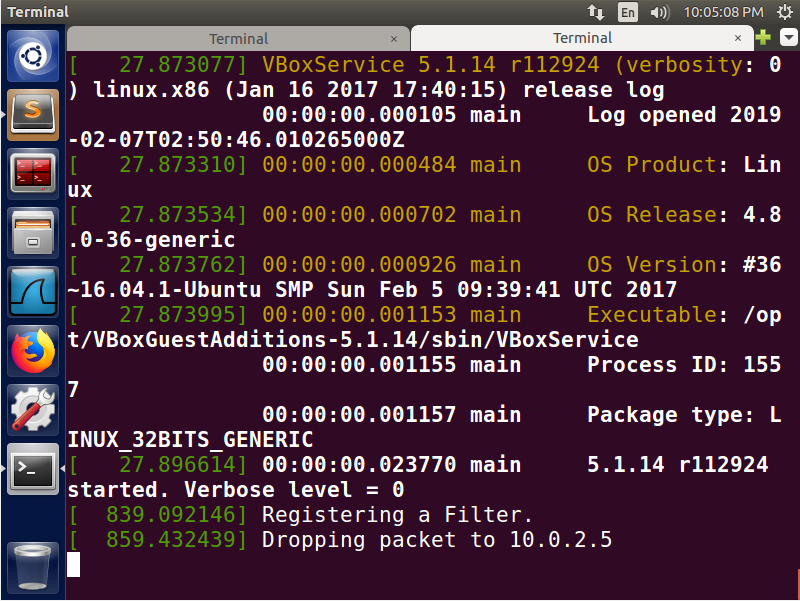 Terminal
En
10:05:08 PM
Terminal ×
Terminal ×
[   27.873077] VBoxService 5.1.14 r112924 (verbosity: 0
) linux.x86 (Jan 16 2017 17:40:15) release log
               00:00:00.000105 main     Log opened 2019
-02-07T02:50:46.010265000Z
[   27.873310] 00:00:00.000484 main     OS Product: Lin
ux
[   27.873534] 00:00:00.000702 main     OS Release: 4.8
.0-36-generic
[   27.873762] 00:00:00.000926 main     OS Version: #36
~16.04.1-Ubuntu SMP Sun Feb 5 09:39:41 UTC 2017
[   27.873995] 00:00:00.001153 main     Executable: /op
t/VBoxGuestAdditions-5.1.14/sbin/VBoxService
               00:00:00.001155 main     Process ID: 155
7
               00:00:00.001157 main     Package type: L
INUX_32BITS_GENERIC
[   27.896614] 00:00:00.023770 main     5.1.14 r112924
started. Verbose level = 0
[  839.092146] Registering a Filter.
[  859.432439] Dropping packet to 10.0.2.5